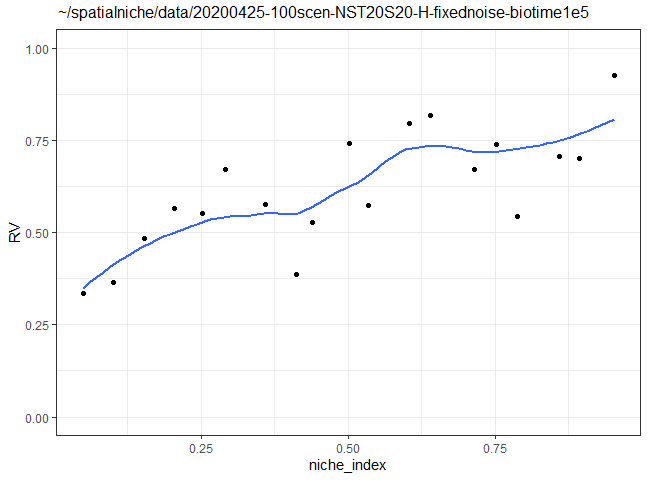 ~/spatialniche/data/20200425-100scen-NST20S20-H-fixednoise-biotime1e5
1.00
0.75
RV
0.50
0.25
0.00
0.25 0.50 0.75
niche_index